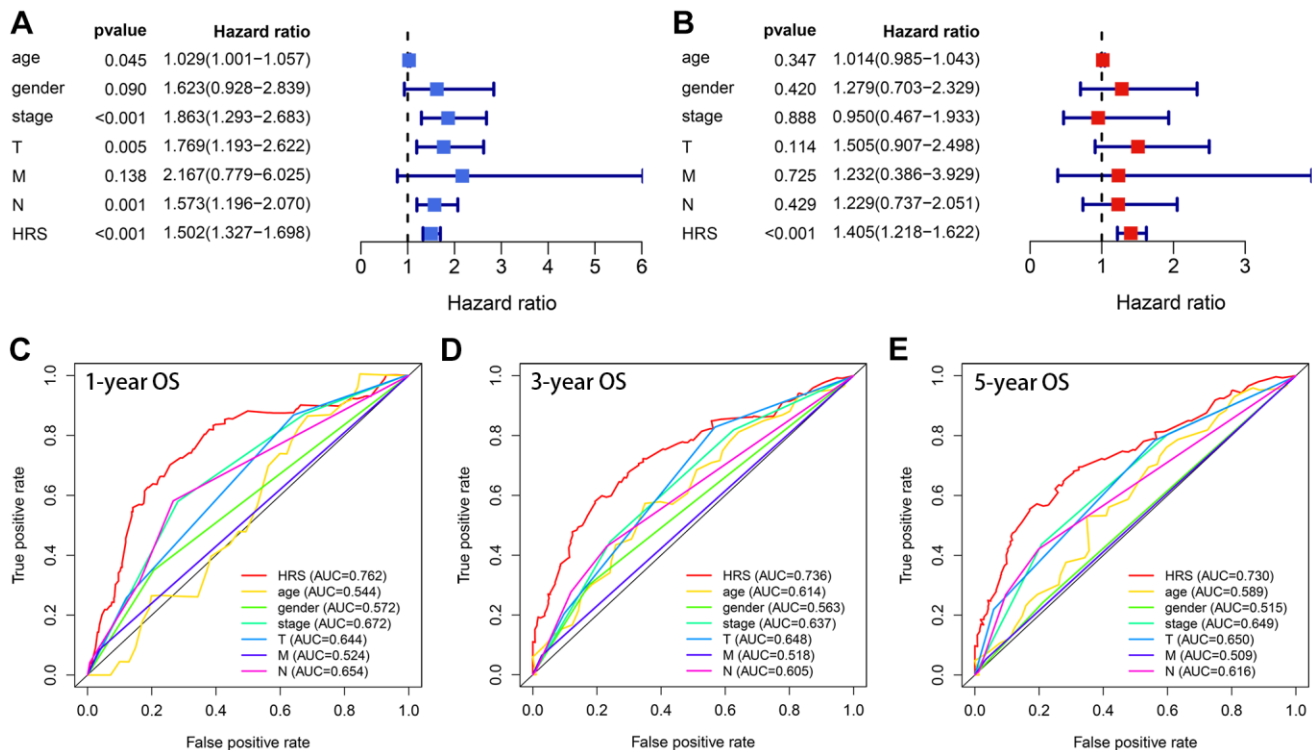 A
pvalue Hazard ratio
age 0.045 1.029(1.001−1.057)
gender 0.090 1.623(0.928−2.839)
stage <0.001 1.863(1.293−2.683)
T 0.005 1.769(1.193−2.622)
M 0.138 2.167(0.779−6.025)
N 0.001 1.573(1.196−2.070)
HRS <0.001 1.502(1.327−1.698)
0 1 2 3 4 5 6
Hazard ratio
B
pvalue Hazard ratio
age 0.347 1.014(0.985−1.043)
gender 0.420 1.279(0.703−2.329)
stage 0.888 0.950(0.467−1.933)
T 0.114 1.505(0.907−2.498)
M 0.725 1.232(0.386−3.929)
N 0.429 1.229(0.737−2.051)
HRS <0.001 1.405(1.218−1.622)
0 1 2 3
Hazard ratio
C
1-year OS
True positive rate
1.0
0.8
0.6
0.4
0.2
0.0
HRS (AUC=0.762)
age (AUC=0.544)
gender (AUC=0.572)
stage (AUC=0.672)
T (AUC=0.644)
M (AUC=0.524)
N (AUC=0.654)
0.0 0.2 0.4 0.6 0.8 1.0
False positive rate
D
3-year OS
True positive rate
1.0
0.8
0.6
0.4
0.2
0.0
HRS (AUC=0.736)
age (AUC=0.614)
gender (AUC=0.563)
stage (AUC=0.637)
T (AUC=0.648)
M (AUC=0.518)
N (AUC=0.605)
0.0 0.2 0.4 0.6 0.8 1.0
False positive rate
E
5-year OS
True positive rate
1.0
0.8
0.6
0.4
0.2
0.0
HRS (AUC=0.730)
age (AUC=0.589)
gender (AUC=0.515)
stage (AUC=0.649)
T (AUC=0.650)
M (AUC=0.509)
N (AUC=0.616)
0.0 0.2 0.4 0.6 0.8 1.0
False positive rate